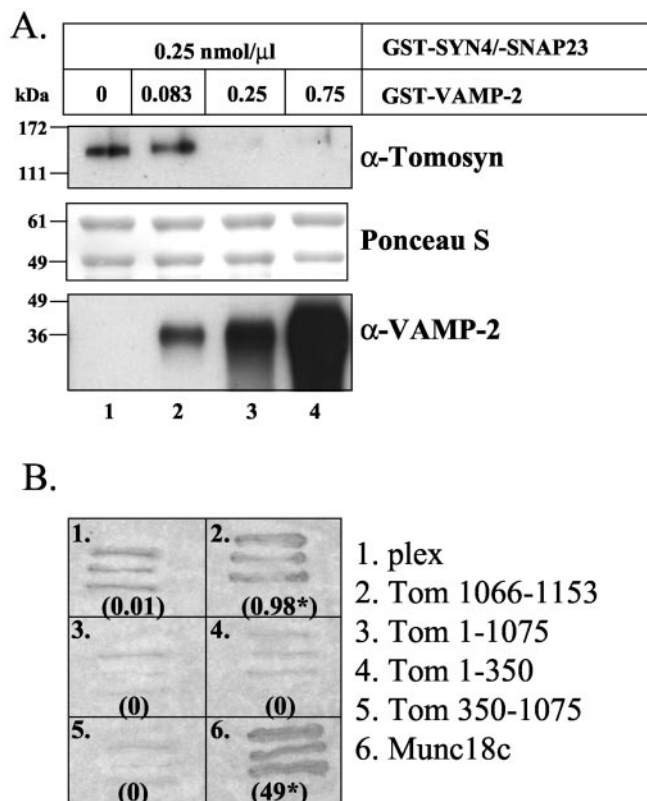 A.
0.25 nmol/µl GST-SYN4/-SNAP23
kDa 0 0.083 0.25 0.75 GST-VAMP-2
172
111
α-Tomosyn
61
49
Ponceau S
49
36
α-VAMP-2
1 2 3 4
B.
1. 2.
(0.01) (0.98*)
3. 4.
(0) (0)
5. 6.
(0) (49*)
1. plex
2. Tom 1066-1153
3. Tom 1-1075
4. Tom 1-350
5. Tom 350-1075
6. Munc18c